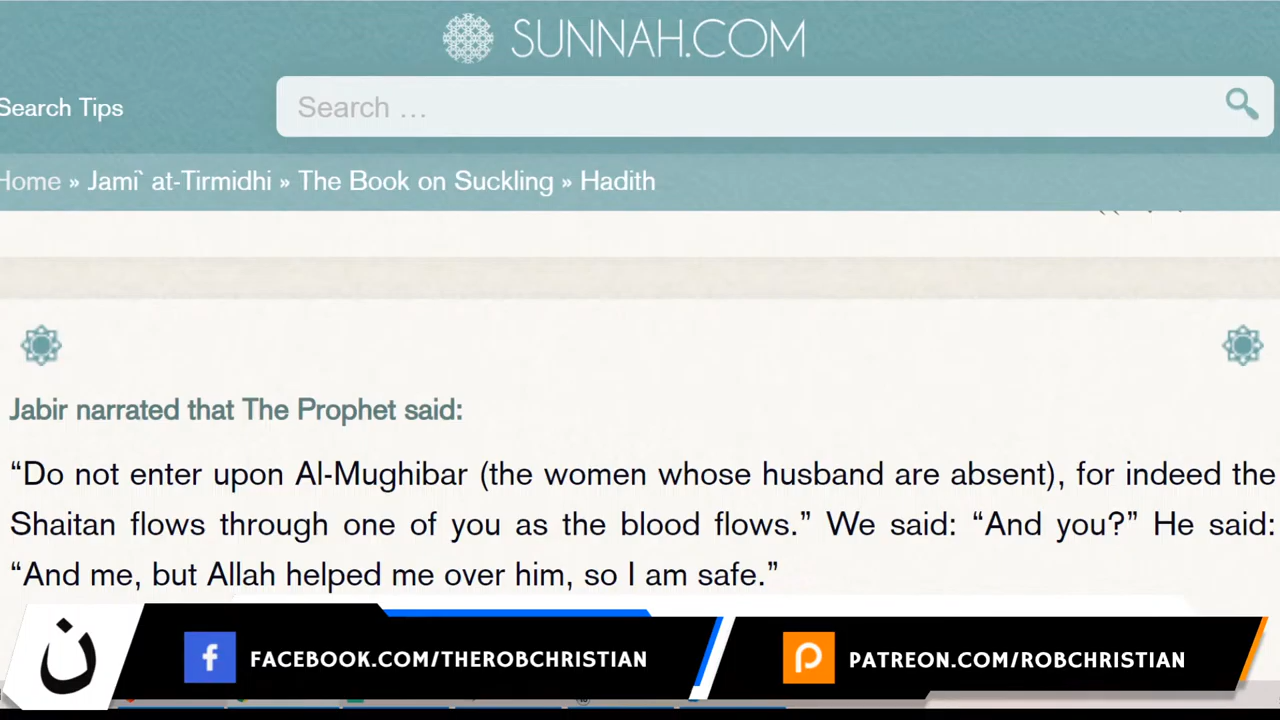 SUNNAH.COM
Search Tips
Search ...
Home » Jami` at-Tirmidhi » The Book on Suckling » Hadith
Jabir narrated that The Prophet said:
“Do not enter upon Al-Mughibar (the women whose husband are absent), for indeed the
Shaitan flows through one of you as the blood flows.” We said: “And you?” He said:
“And me, but Allah helped me over him, so I am safe.”
ن
FACEBOOK.COM/THEROBCHRISTIAN
PATREON.COM/ROBCHRISTIAN